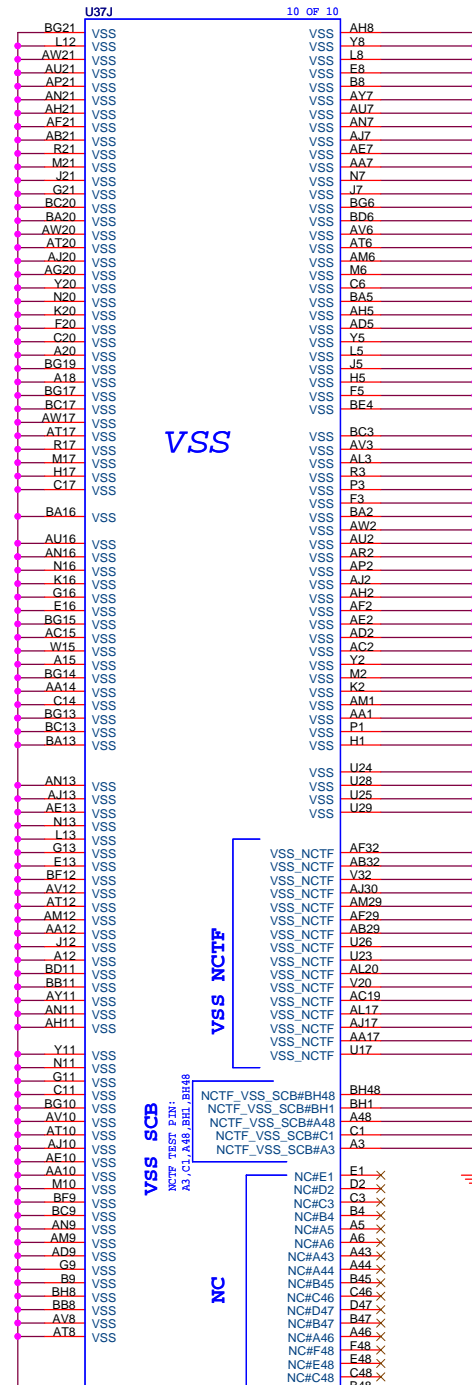 U37J
10 OF 10
BG21 VSS
L12 VSS
AW21 VSS
AU21 VSS
AP21 VSS
AN21 VSS
AH21 VSS
AF21 VSS
AB21 VSS
R21 VSS
M21 VSS
J21 VSS
G21 VSS
BC20 VSS
BA20 VSS
AW20 VSS
AT20 VSS
AJ20 VSS
AG20 VSS
Y20 VSS
N20 VSS
K20 VSS
F20 VSS
C20 VSS
A20 VSS
BG19 VSS
A18 VSS
BG17 VSS
BC17 VSS
AW17 VSS
AT17 VSS
R17 VSS
M17 VSS
H17 VSS
C17 VSS
BA16 VSS
AU16 VSS
AN16 VSS
N16 VSS
K16 VSS
G16 VSS
E16 VSS
BG15 VSS
AC15 VSS
W15 VSS
A15 VSS
BG14 VSS
AA14 VSS
C14 VSS
BG13 VSS
BC13 VSS
BA13 VSS
AN13 VSS
AJ13 VSS
AE13 VSS
N13 VSS
L13 VSS
G13 VSS
E13 VSS
BF12 VSS
AV12 VSS
AT12 VSS
AM12 VSS
AA12 VSS
J12 VSS
A12 VSS
BD11 VSS
BB11 VSS
AY11 VSS
AN11 VSS
AH11 VSS
Y11 VSS
N11 VSS
G11 VSS
C11 VSS
BG10 VSS
AV10 VSS
AT10 VSS
AJ10 VSS
AE10 VSS
AA10 VSS
M10 VSS
BF9 VSS
BC9 VSS
AN9 VSS
AM9 VSS
AD9 VSS
G9 VSS
B9 VSS
BH8 VSS
BB8 VSS
AV8 VSS
AT8 VSS
VSS
VSS NCTF
VSS SCB
NCTF TEST PIN:
A3,C1,A48,BH1,BH48
NC
VSS AH8
VSS Y8
VSS L8
VSS E8
VSS B8
VSS AY7
VSS AU7
VSS AN7
VSS AJ7
VSS AE7
VSS AA7
VSS N7
VSS J7
VSS BG6
VSS BD6
VSS AV6
VSS AT6
VSS AM6
VSS M6
VSS C6
VSS BA5
VSS AH5
VSS AD5
VSS Y5
VSS L5
VSS J5
VSS H5
VSS F5
VSS BE4
VSS BC3
VSS AV3
VSS AL3
VSS R3
VSS P3
VSS F3
VSS BA2
VSS AW2
VSS AU2
VSS AR2
VSS AP2
VSS AJ2
VSS AH2
VSS AF2
VSS AE2
VSS AD2
VSS AC2
VSS Y2
VSS M2
VSS K2
VSS AM1
VSS AA1
VSS P1
VSS H1
VSS U24
VSS U28
VSS U25
VSS U29
VSS_NCTF AF32
VSS_NCTF AB32
VSS_NCTF V32
VSS_NCTF AJ30
VSS_NCTF AM29
VSS_NCTF AF29
VSS_NCTF AB29
VSS_NCTF U26
VSS_NCTF U23
VSS_NCTF AL20
VSS_NCTF V20
VSS_NCTF AC19
VSS_NCTF AL17
VSS_NCTF AJ17
VSS_NCTF AA17
VSS_NCTF U17
NCTF_VSS_SCB#BH48 BH48
NCTF_VSS_SCB#BH1 BH1
NCTF_VSS_SCB#A48 A48
NCTF_VSS_SCB#C1 C1
NCTF_VSS_SCB#A3 A3
NC#E1 E1
NC#D2 D2
NC#C3 C3
NC#B4 B4
NC#A5 A5
NC#A6 A6
NC#A43 A43
NC#A44 A44
NC#B45 B45
NC#C46 C46
NC#D47 D47
NC#B47 B47
NC#A46 A46
NC#F48 F48
NC#E48 E48
NC#C48 C48